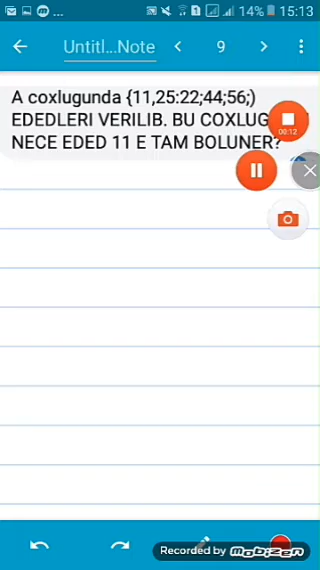 14% 15:13
Untitl...Note
9
A coxlugunda {11,25:22;44;56;)
EDEDLERI VERILIB. BU COXLUG
NECE EDED 11 E TAM BOLUNER?
00:12
Recorded by
MOBIZEN